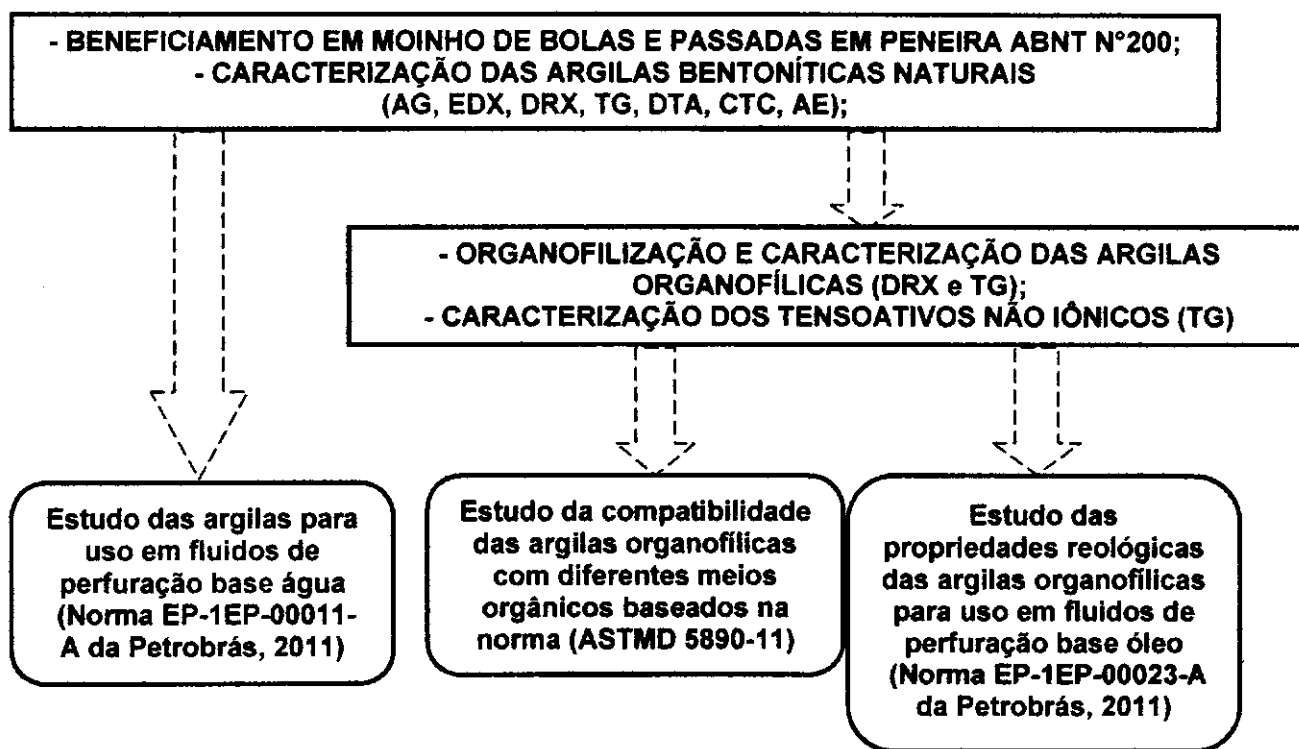 - BENEFICIAMENTO EM MOINHO DE BOLAS E PASSADAS EM PENEIRA ABNT N°200;
- CARACTERIZAÇÃO DAS ARGILAS BENTONÍTICAS NATURAIS
(AG, EDX, DRX, TG, DTA, CTC, AE);
- ORGANOFILIZAÇÃO E CARACTERIZAÇÃO DAS ARGILAS
ORGANOFÍLICAS (DRX e TG);
- CARACTERIZAÇÃO DOS TENSOATIVOS NÃO IÔNICOS (TG)
Estudo das argilas para
uso em fluidos de
perfuração base água
(Norma EP-1EP-00011-
A da Petrobrás, 2011)
Estudo da compatibilidade
das argilas organofílicas
com diferentes meios
orgânicos baseados na
norma (ASTMD 5890-11)
Estudo das
propriedades reológicas
das argilas organofílicas
para uso em fluidos de
perfuração base óleo
(Norma EP-1EP-00023-A
da Petrobrás, 2011)